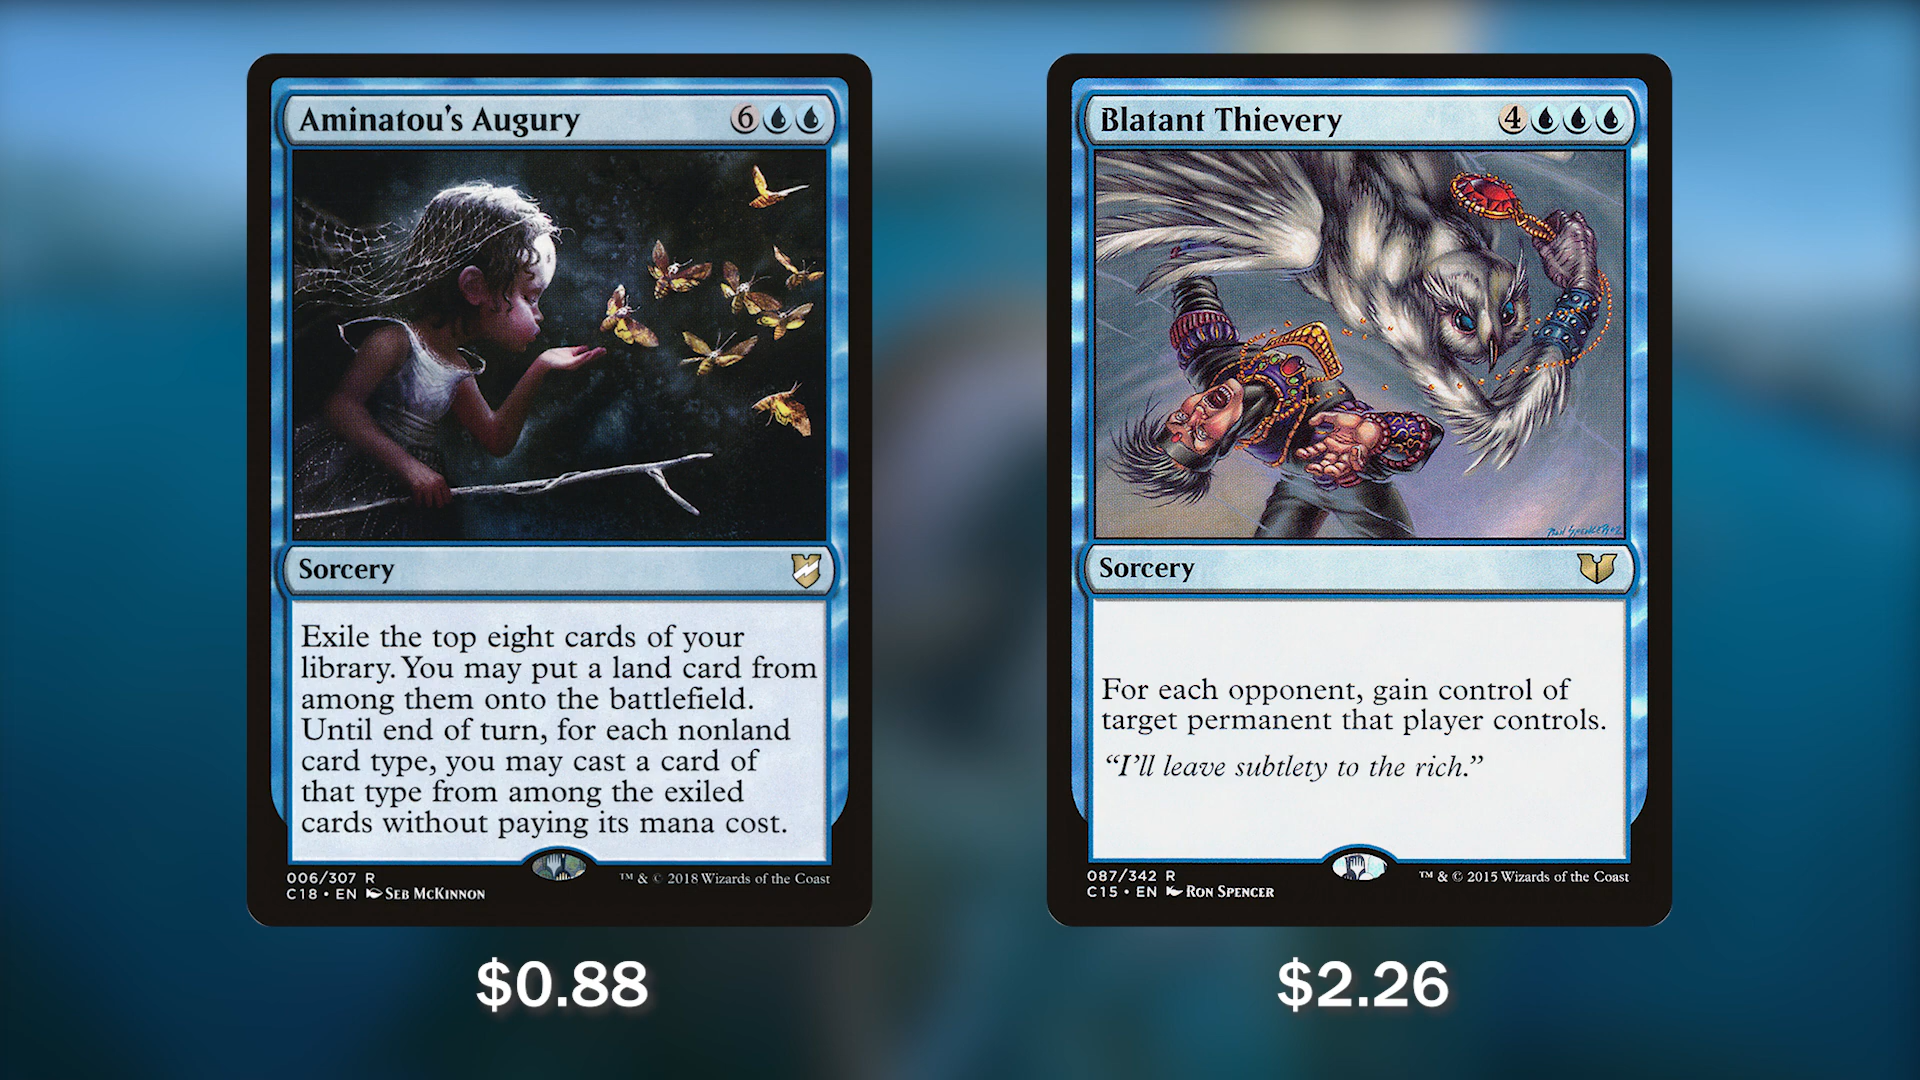 Aminatou's Augury 6
Sorcery
Exile the top eight cards of your
library. You may put a land card from
among them onto the battlefield.
Until end of turn, for each nonland
card type, you may cast a card of
that type from among the exiled
cards without paying its mana cost.
006/307 R
C18 • EN SEB MCKINNON
™ & © 2018 Wizards of the Coast
$0.88
Blatant Thievery 4
RON SPENCER 02
Sorcery
For each opponent, gain control of
target permanent that player controls.
“I'll leave subtlety to the rich.”
087/342 R
C15 • EN RON SPENCER
™ & © 2015 Wizards of the Coast
$2.26